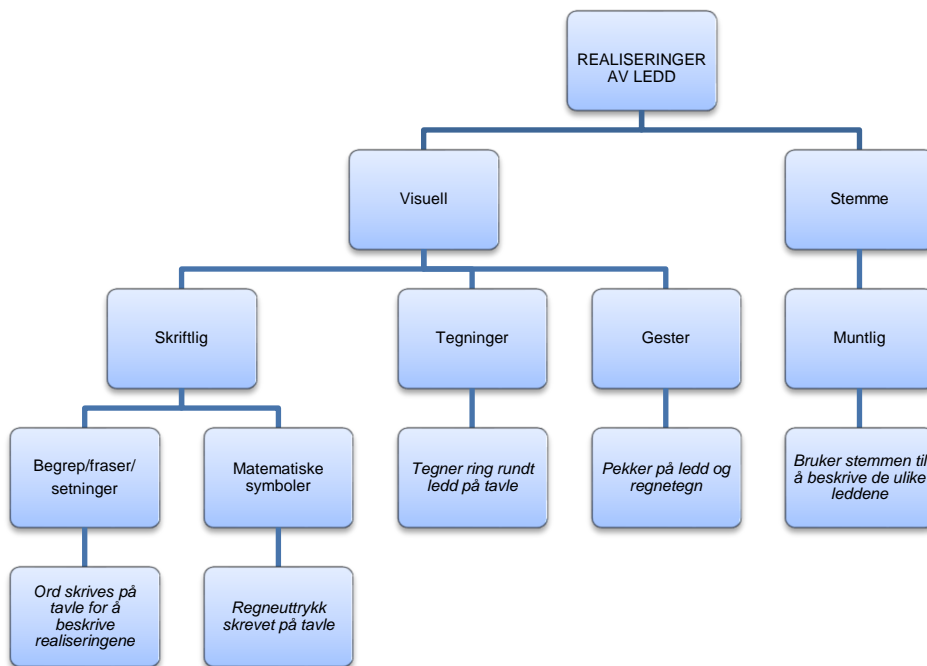 REALISERINGER
AV LEDD
Visuell
Stemme
Skriftlig
Tegninger
Gester
Muntlig
Begrep/fraser/
setninger
Matematiske
symboler
Tegner ring rundt
ledd på tavle
Pekker på ledd og
regnetegn
Bruker stemmen til
å beskrive de ulike
leddene
Ord skrives på
tavle for å
beskrive
realiseringene
Regneuttrykk
skrevet på tavle